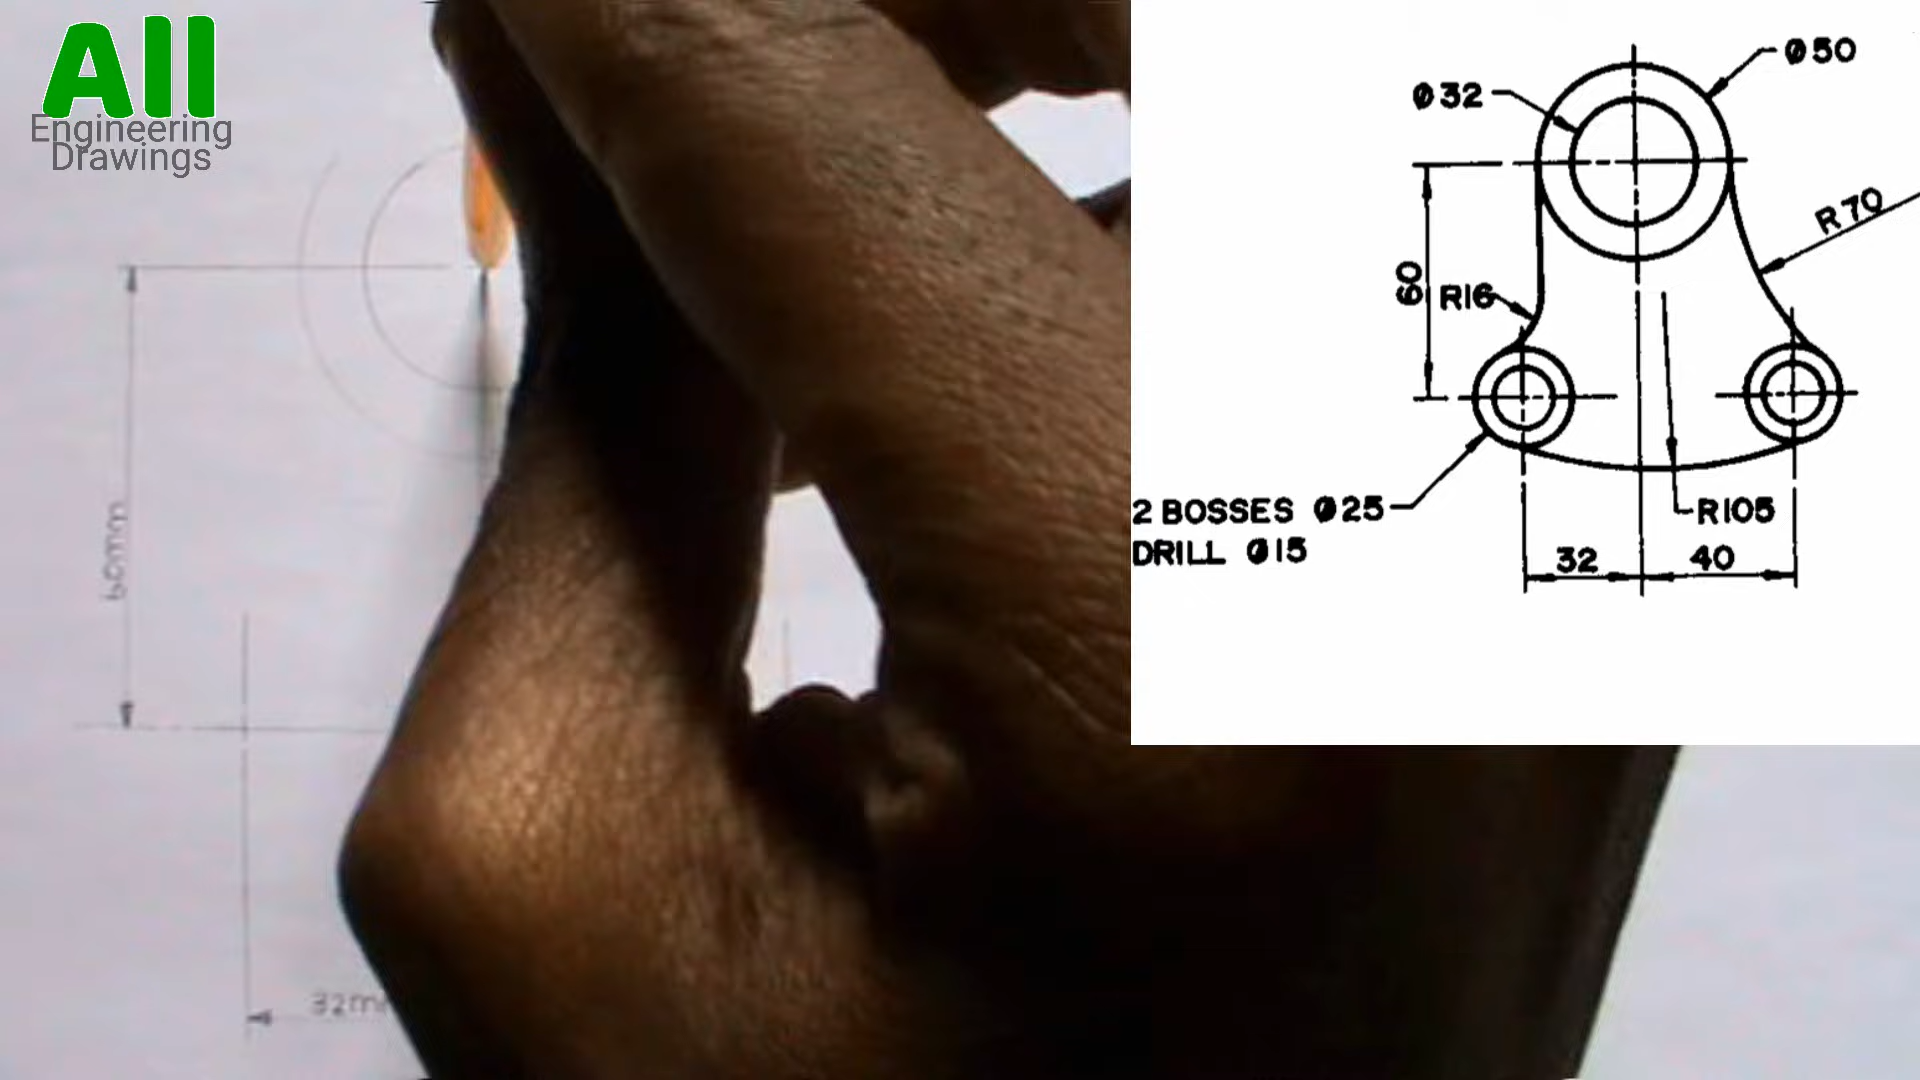 All
Engineering
Drawings
60mm
32m
Ø50
Ø32
R70
60
R16
2 BOSSES Ø25
DRILL Ø15
R105
32
40